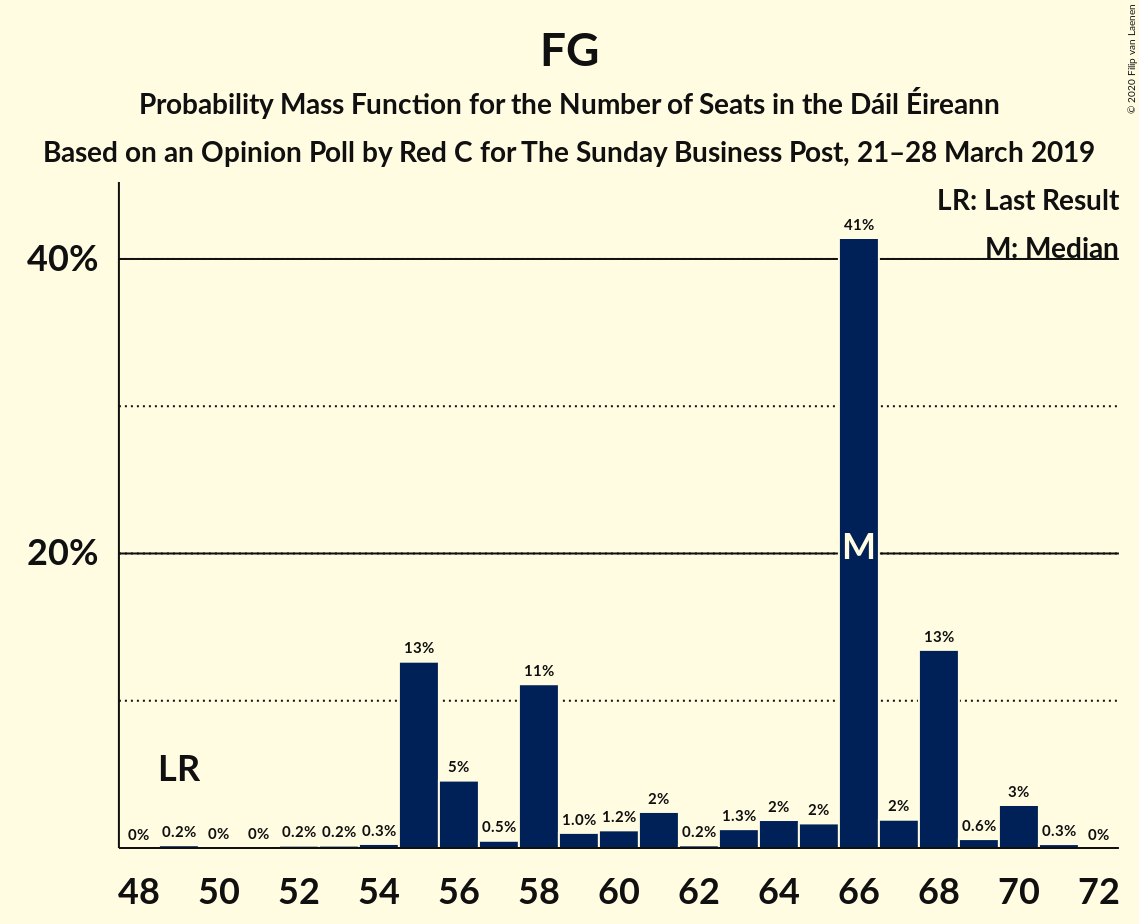 FG
Probability Mass Function for the Number of Seats in the Dáil Éireann
Based on an Opinion Poll by Red C for The Sunday Business Post, 21–28 March 2019
© 2020 Filip van Laenen
LR: Last Result
M: Median
40%
20%
LR
M
0% 0.2% 0% 0% 0.2% 0.2% 0.3% 13% 5% 0.5% 11% 1.0% 1.2% 2% 0.2% 1.3% 2% 2% 41% 2% 13% 0.6% 3% 0.3% 0%
48 50 52 54 56 58 60 62 64 66 68 70 72